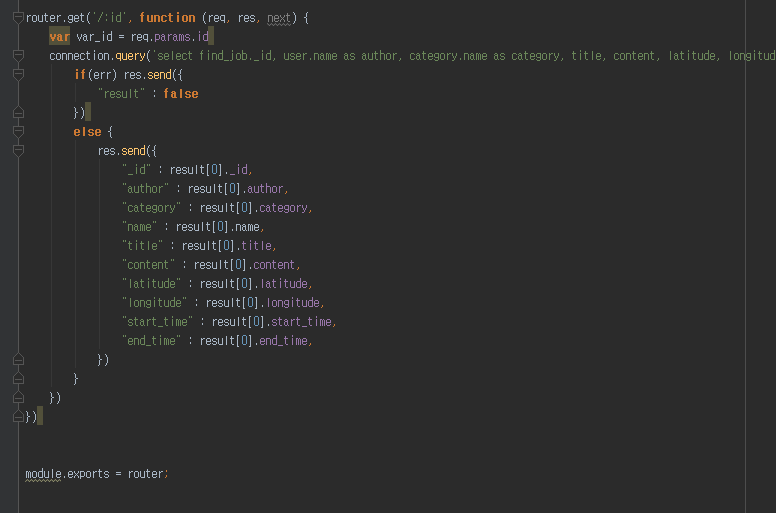 router.get('/:id', function (req, res, next) {
var var_id = req.params.id
connection.query('select find_job._id, user.name as author, category.name as category, title, content, latitude, longitud
if(err) res.send({
"result" : false
})
else {
res.send({
"_id" : result[0]._id,
"author" : result[0].author,
"category" : result[0].category,
"name" : result[0].name,
"title" : result[0].title,
"content" : result[0].content,
"latitude" : result[0].latitude,
"longitude" : result[0].longitude,
"start_time" : result[0].start_time,
"end_time" : result[0].end_time,
})
}
})
})
module.exports = router;